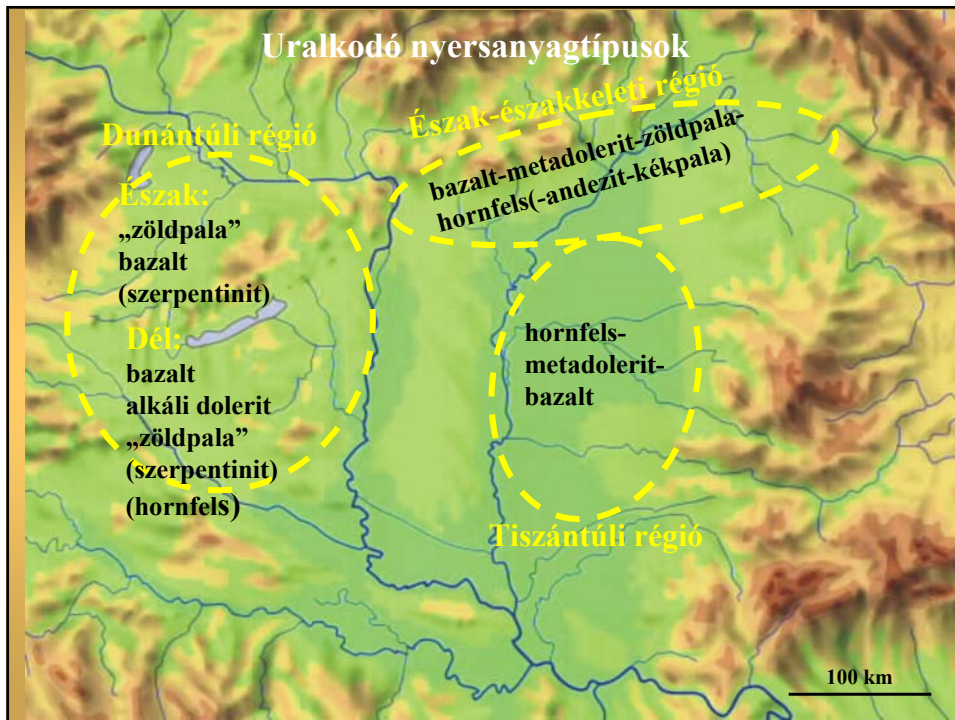 Uralkodó nyersanyagtípusok
Észak-északkeleti régió
bazalt-metadolerit-zöldpala-
hornfels(-andezit-kékpala)
Dunántúli régió
Észak:
„zöldpala”
bazalt
(szerpentinit)
Dél:
bazalt
alkáli dolerit
„zöldpala”
(szerpentinit)
(hornfels)
hornfels-
metadolerit-
bazalt
Tiszántúli régió
100 km